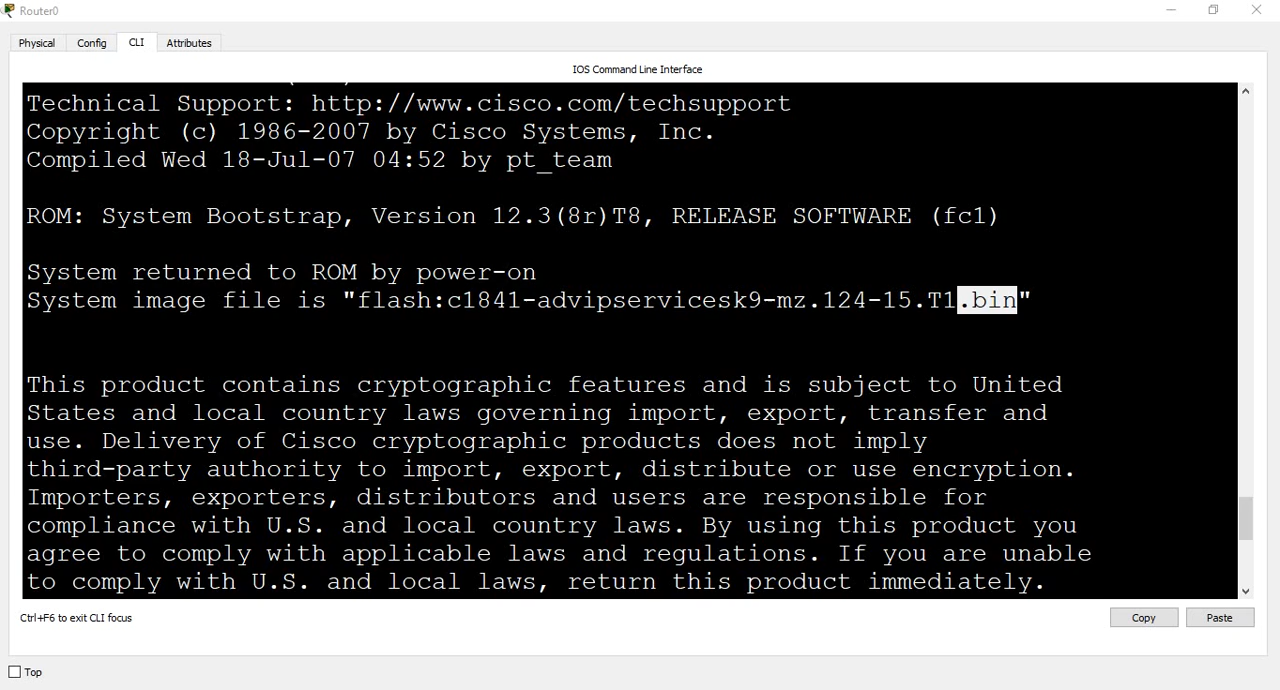 Router0
Physical Config CLI Attributes
IOS Command Line Interface
Technical Support: http://www.cisco.com/techsupport
Copyright (c) 1986-2007 by Cisco Systems, Inc.
Compiled Wed 18-Jul-07 04:52 by pt_team
ROM: System Bootstrap, Version 12.3(8r)T8, RELEASE SOFTWARE (fc1)
System returned to ROM by power-on
System image file is "flash:c1841-advipservicesk9-mz.124-15.T1.bin"
This product contains cryptographic features and is subject to United
States and local country laws governing import, export, transfer and
use. Delivery of Cisco cryptographic products does not imply
third-party authority to import, export, distribute or use encryption.
Importers, exporters, distributors and users are responsible for
compliance with U.S. and local country laws. By using this product you
agree to comply with applicable laws and regulations. If you are unable
to comply with U.S. and local laws, return this product immediately.
Ctrl+F6 to exit CLI focus
Copy Paste
Top